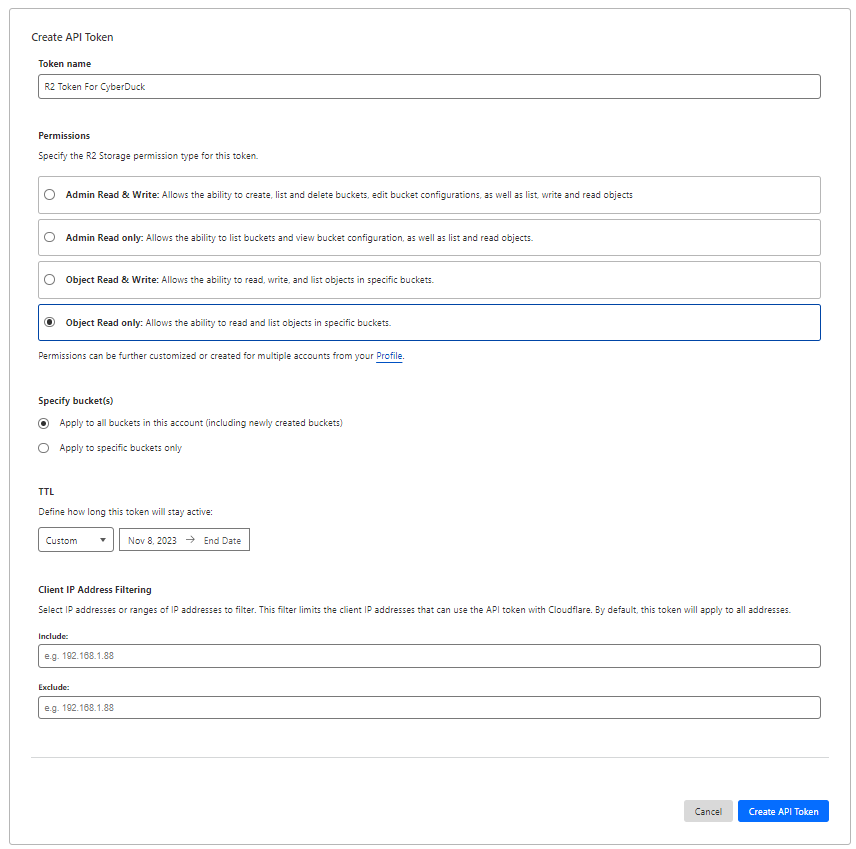 Create API Token
Token name
R2 Token For CyberDuck
Permissions
Specify the R2 Storage permission type for this token.
Admin Read & Write: Allows the ability to create, list and delete buckets, edit bucket configurations, as well as list, write and read objects
Admin Read only: Allows the ability to list buckets and view bucket configuration, as well as list and read objects.
Object Read & Write: Allows the ability to read, write, and list objects in specific buckets.
Object Read only: Allows the ability to read and list objects in specific buckets.
Permissions can be further customized or created for multiple accounts from your Profile.
Specify bucket(s)
Apply to all buckets in this account (including newly created buckets)
Apply to specific buckets only
TTL
Define how long this token will stay active:
Custom Nov 8, 2023 → End Date
Client IP Address Filtering
Select IP addresses or ranges of IP addresses to filter. This filter limits the client IP addresses that can use the API token with Cloudflare. By default, this token will apply to all addresses.
Include:
e.g. 192.168.1.88
Exclude:
e.g. 192.168.1.88
Cancel Create API Token